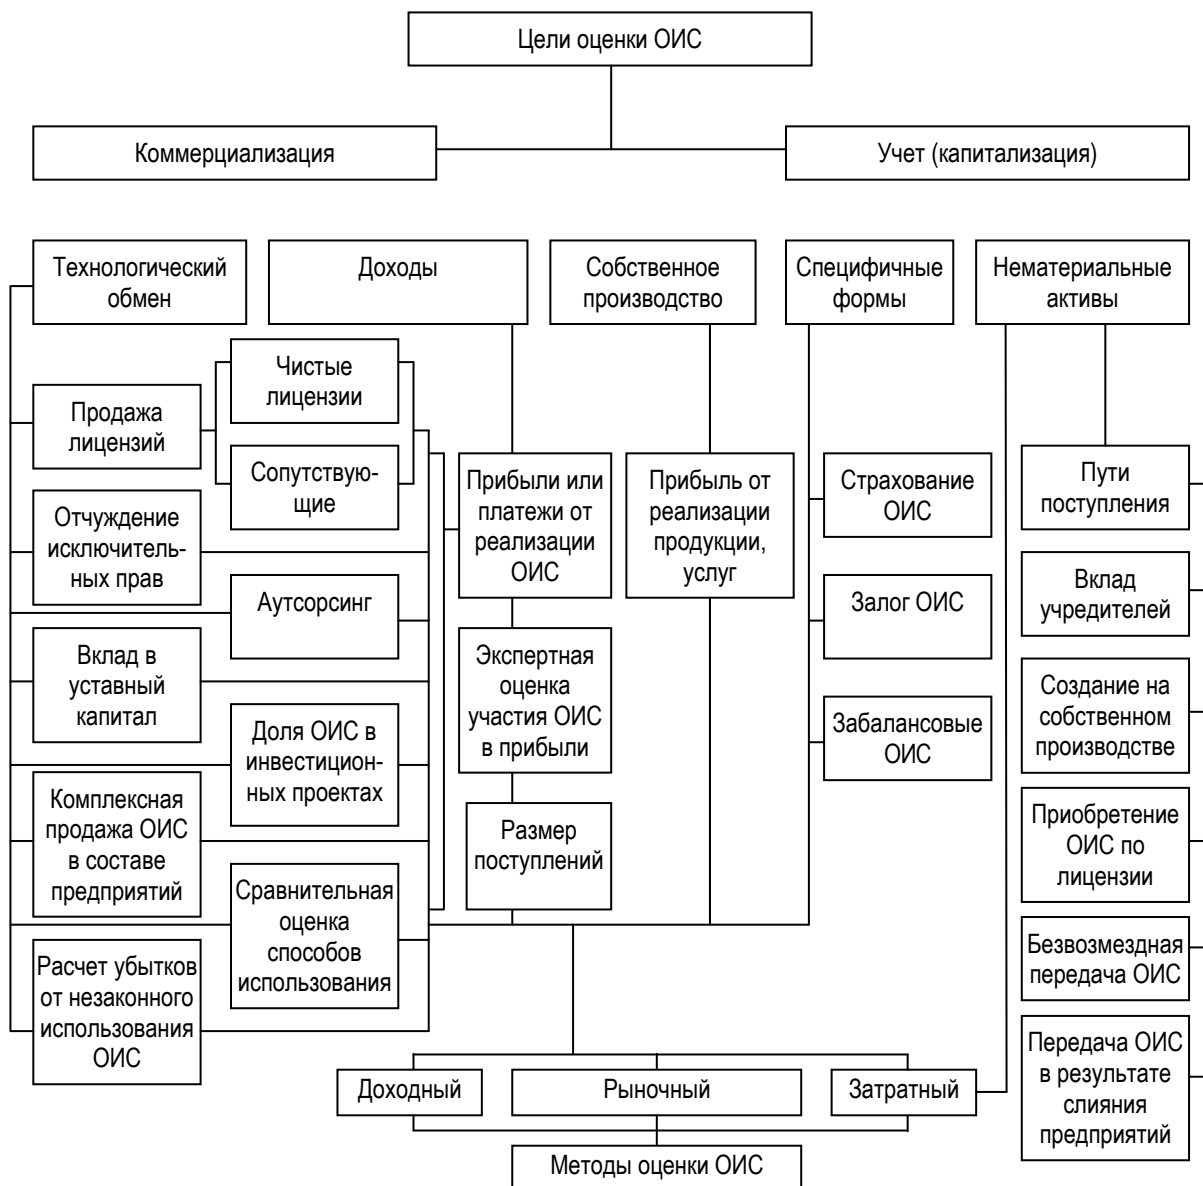 Цели оценки ОИС
Коммерциализация
Учет (капитализация)
Технологический
обмен
Доходы
Собственное
производство
Специфичные
формы
Нематериальные
активы
Продажа
лицензий
Чистые
лицензии
Сопутствую-
щие
Отчуждение
исключитель-
ных прав
Аутсорсинг
Вклад в
уставный
капитал
Доля ОИС в
инвестицион-
ных проектах
Комплексная
продажа ОИС
в составе
предприятий
Сравнительная
оценка
способов
использования
Расчет убытков
от незаконного
использования
ОИС
Прибыли или
платежи от
реализации
ОИС
Экспертная
оценка
участия ОИС
в прибыли
Размер
поступлений
Прибыль от
реализации
продукции,
услуг
Страхование
ОИС
Залог ОИС
Забалансовые
ОИС
Пути
поступления
Вклад
учредителей
Создание на
собственном
производстве
Приобретение
ОИС по
лицензии
Безвозмездная
передача ОИС
Передача ОИС
в результате
слияния
предприятий
Доходный
Рыночный
Затратный
Методы оценки ОИС